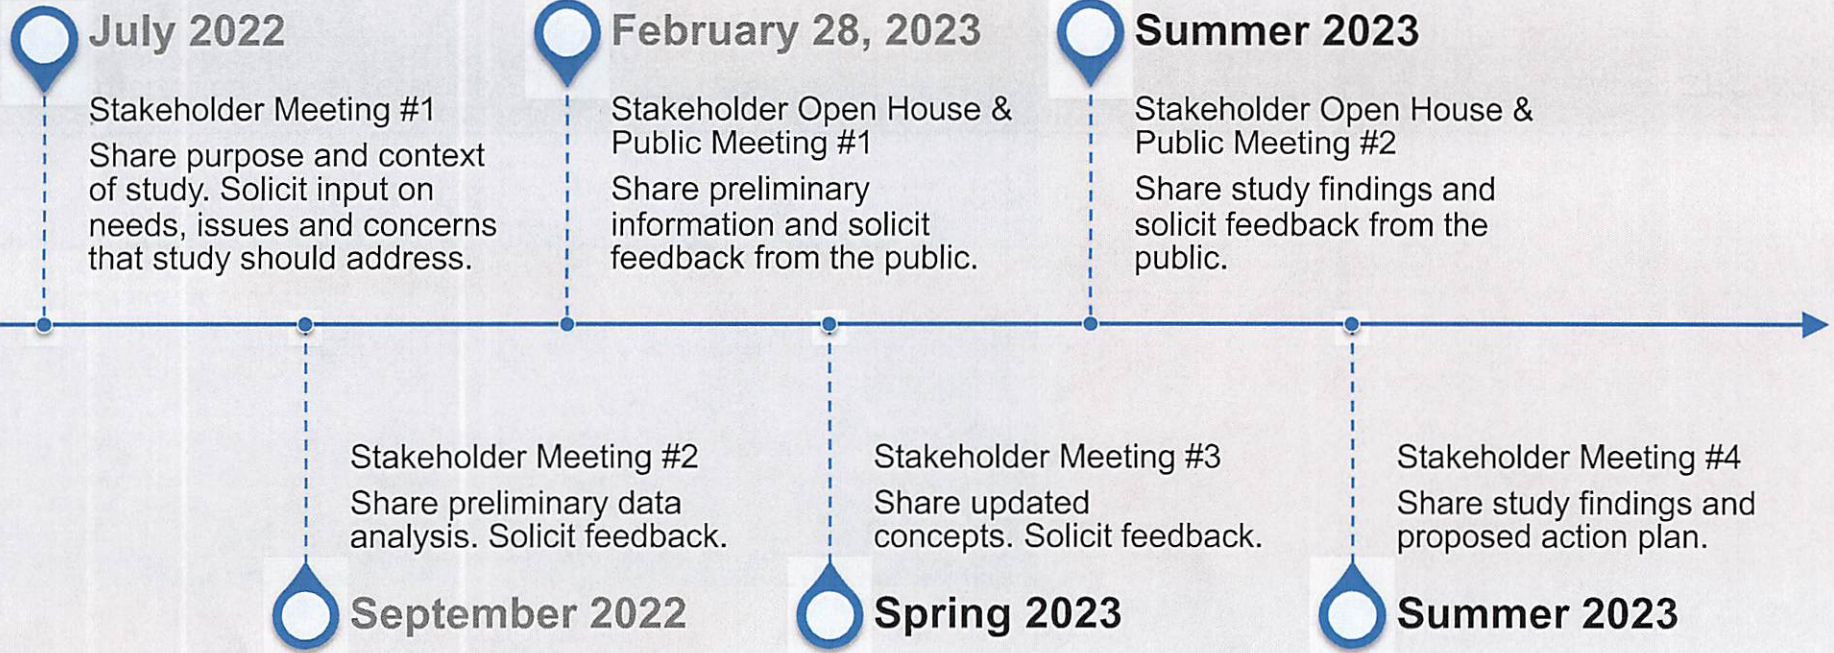 July 2022
Stakeholder Meeting #1
Share purpose and context
of study. Solicit input on
needs, issues and concerns
that study should address.
February 28, 2023
Stakeholder Open House &
Public Meeting #1
Share preliminary
information and solicit
feedback from the public.
Summer 2023
Stakeholder Open House &
Public Meeting #2
Share study findings and
solicit feedback from the
public.
Stakeholder Meeting #2
Share preliminary data
analysis. Solicit feedback.
September 2022
Stakeholder Meeting #3
Share updated
concepts. Solicit feedback.
Spring 2023
Stakeholder Meeting #4
Share study findings and
proposed action plan.
Summer 2023